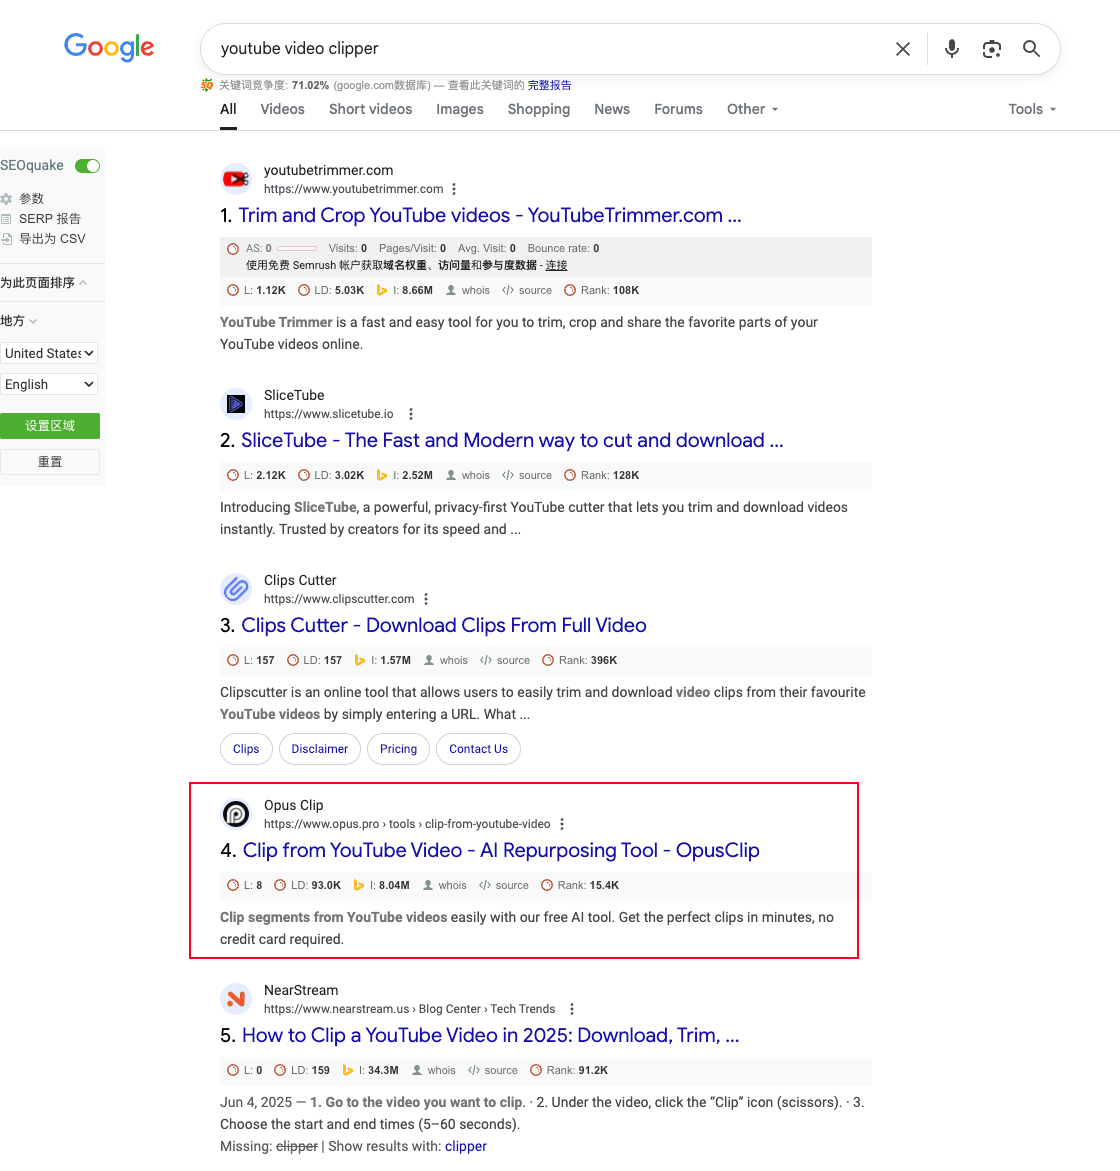 Google
youtube video clipper
关键词竞争度: 71.02% (google.com数据库) — 查看此关键词的 完整报告
All Videos Short videos Images Shopping News Forums Other Tools
SEOquake
参数
SERP 报告
导出为 CSV
为此页面排序
地方
United States
English
设置区域
重置
youtubetrimmer.com
https://www.youtubetrimmer.com
1. Trim and Crop YouTube videos - YouTubeTrimmer.com ...
AS: 0 Visits: 0 Pages/Visit: 0 Avg. Visit: 0 Bounce rate: 0
使用免费 Semrush 帐户获取域名权重、访问量和参与度数据 - 连接
L: 1.12K LD: 5.03K I: 8.66M whois source Rank: 108K
YouTube Trimmer is a fast and easy tool for you to trim, crop and share the favorite parts of your
YouTube videos online.
SliceTube
https://www.slicetube.io
2. SliceTube - The Fast and Modern way to cut and download ...
L: 2.12K LD: 3.02K I: 2.52M whois source Rank: 128K
Introducing SliceTube, a powerful, privacy-first YouTube cutter that lets you trim and download videos
instantly. Trusted by creators for its speed and ...
Clips Cutter
https://www.clipscutter.com
3. Clips Cutter - Download Clips From Full Video
L: 157 LD: 157 I: 1.57M whois source Rank: 396K
Clipscutter is an online tool that allows users to easily trim and download video clips from their favourite
YouTube videos by simply entering a URL. What ...
Clips Disclaimer Pricing Contact Us
Opus Clip
https://www.opus.pro › tools › clip-from-youtube-video
4. Clip from YouTube Video - AI Repurposing Tool - OpusClip
L: 8 LD: 93.0K I: 8.04M whois source Rank: 15.4K
Clip segments from YouTube videos easily with our free AI tool. Get the perfect clips in minutes, no
credit card required.
NearStream
https://www.nearstream.us › Blog Center › Tech Trends
5. How to Clip a YouTube Video in 2025: Download, Trim, ...
L: 0 LD: 159 I: 34.3M whois source Rank: 91.2K
Jun 4, 2025 — 1. Go to the video you want to clip. · 2. Under the video, click the “Clip” icon (scissors). · 3.
Choose the start and end times (5–60 seconds).
Missing: clipper | Show results with: clipper